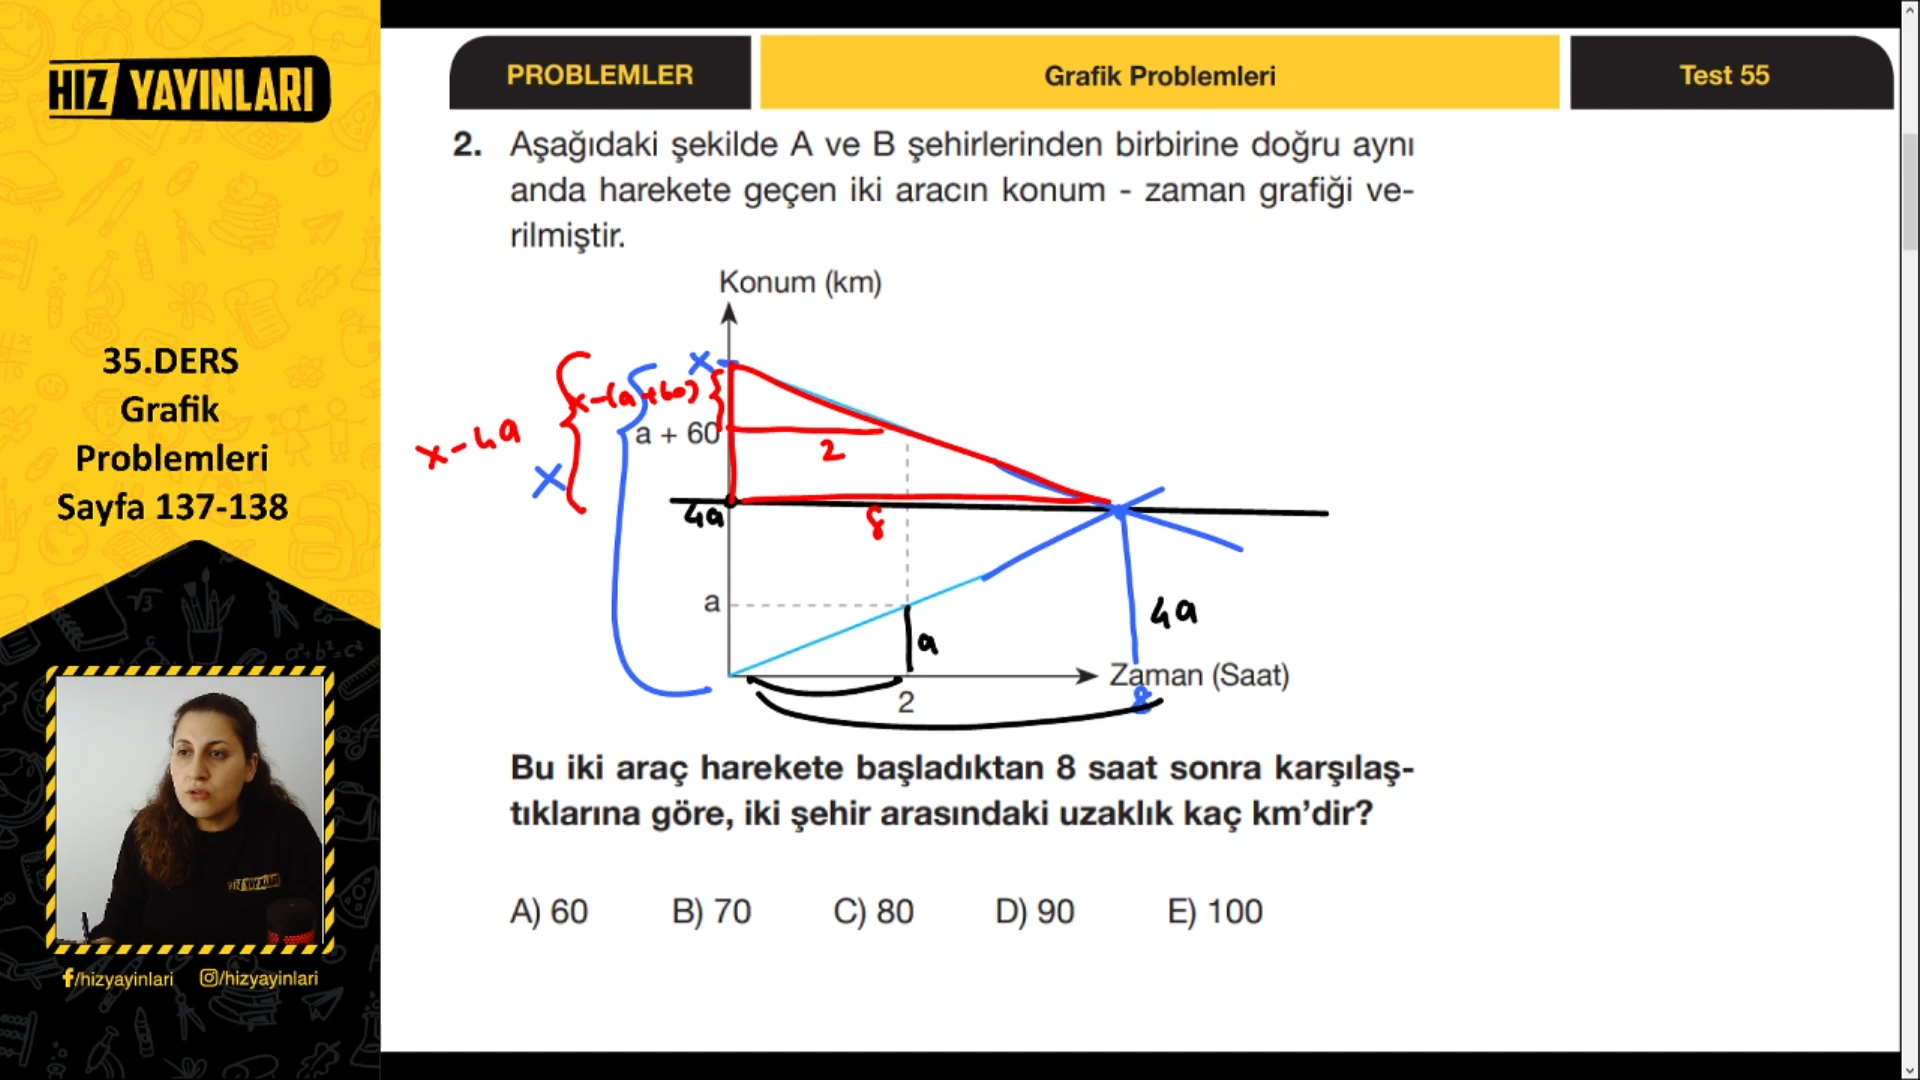 HIZ YAYINLARI
35.DERS
Grafik
Problemleri
Sayfa 137-138
/hizyayinlari /hizyayinlari
PROBLEMLER
Grafik Problemleri
Test 55
2. Aşağıdaki şekilde A ve B şehirlerinden birbirine doğru aynı
anda harekete geçen iki aracın konum - zaman grafiği ve-
rilmiştir.
Konum (km)
x
x-(a+60)
x-4a
a + 60
2
x
4a
8
a
a
4a
Zaman (Saat)
2
8
Bu iki araç harekete başladıktan 8 saat sonra karşılaş-
tıklarına göre, iki şehir arasındaki uzaklık kaç km'dir?
A) 60 B) 70 C) 80 D) 90 E) 100